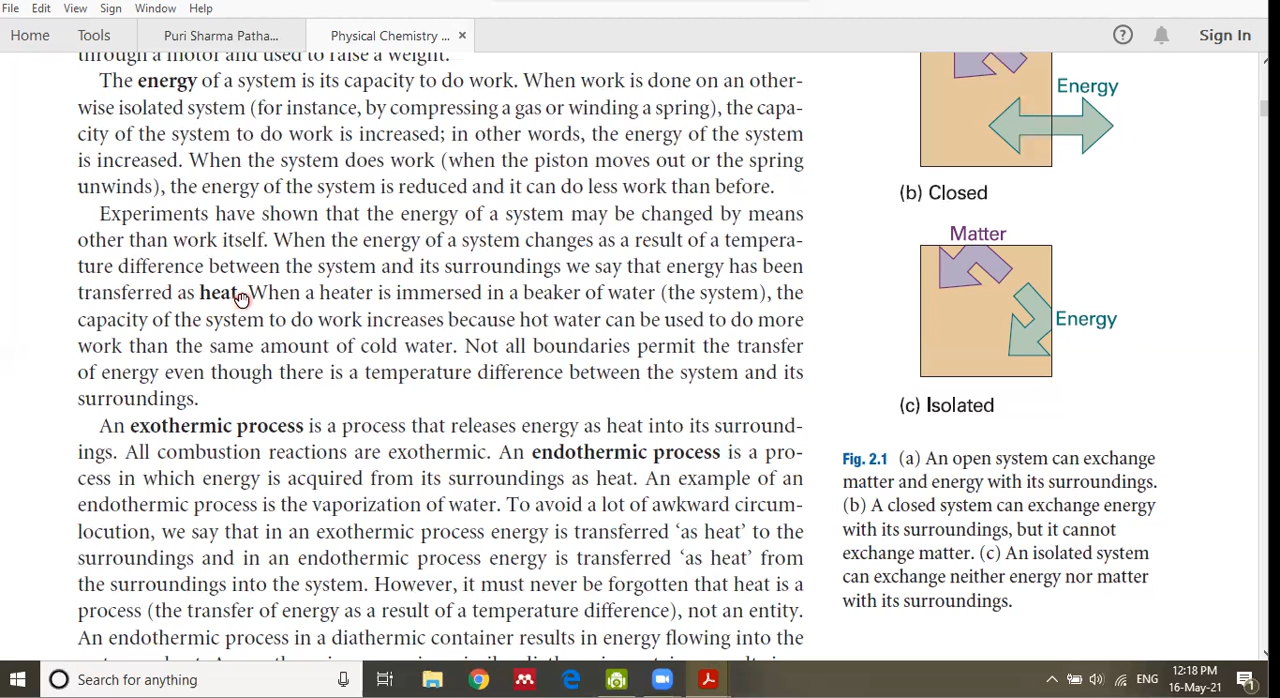 File Edit View Sign Window Help
Home Tools Puri Sharma Patha... Physical Chemistry ... × ? Sign In
through a motor and used to raise a weight.
The energy of a system is its capacity to do work. When work is done on an other-
wise isolated system (for instance, by compressing a gas or winding a spring), the capa-
city of the system to do work is increased; in other words, the energy of the system
is increased. When the system does work (when the piston moves out or the spring
unwinds), the energy of the system is reduced and it can do less work than before.
Experiments have shown that the energy of a system may be changed by means
other than work itself. When the energy of a system changes as a result of a tempera-
ture difference between the system and its surroundings we say that energy has been
transferred as heat. When a heater is immersed in a beaker of water (the system), the
capacity of the system to do work increases because hot water can be used to do more
work than the same amount of cold water. Not all boundaries permit the transfer
of energy even though there is a temperature difference between the system and its
surroundings.
An exothermic process is a process that releases energy as heat into its surround-
ings. All combustion reactions are exothermic. An endothermic process is a pro-
cess in which energy is acquired from its surroundings as heat. An example of an
endothermic process is the vaporization of water. To avoid a lot of awkward circum-
locution, we say that in an exothermic process energy is transferred ‘as heat’ to the
surroundings and in an endothermic process energy is transferred ‘as heat’ from
the surroundings into the system. However, it must never be forgotten that heat is a
process (the transfer of energy as a result of a temperature difference), not an entity.
An endothermic process in a diathermic container results in energy flowing into the
Energy
(b) Closed
Matter
Energy
(c) Isolated
Fig. 2.1 (a) An open system can exchange
matter and energy with its surroundings.
(b) A closed system can exchange energy
with its surroundings, but it cannot
exchange matter. (c) An isolated system
can exchange neither energy nor matter
with its surroundings.
Search for anything
ENG
12:18 PM
16-May-21
1